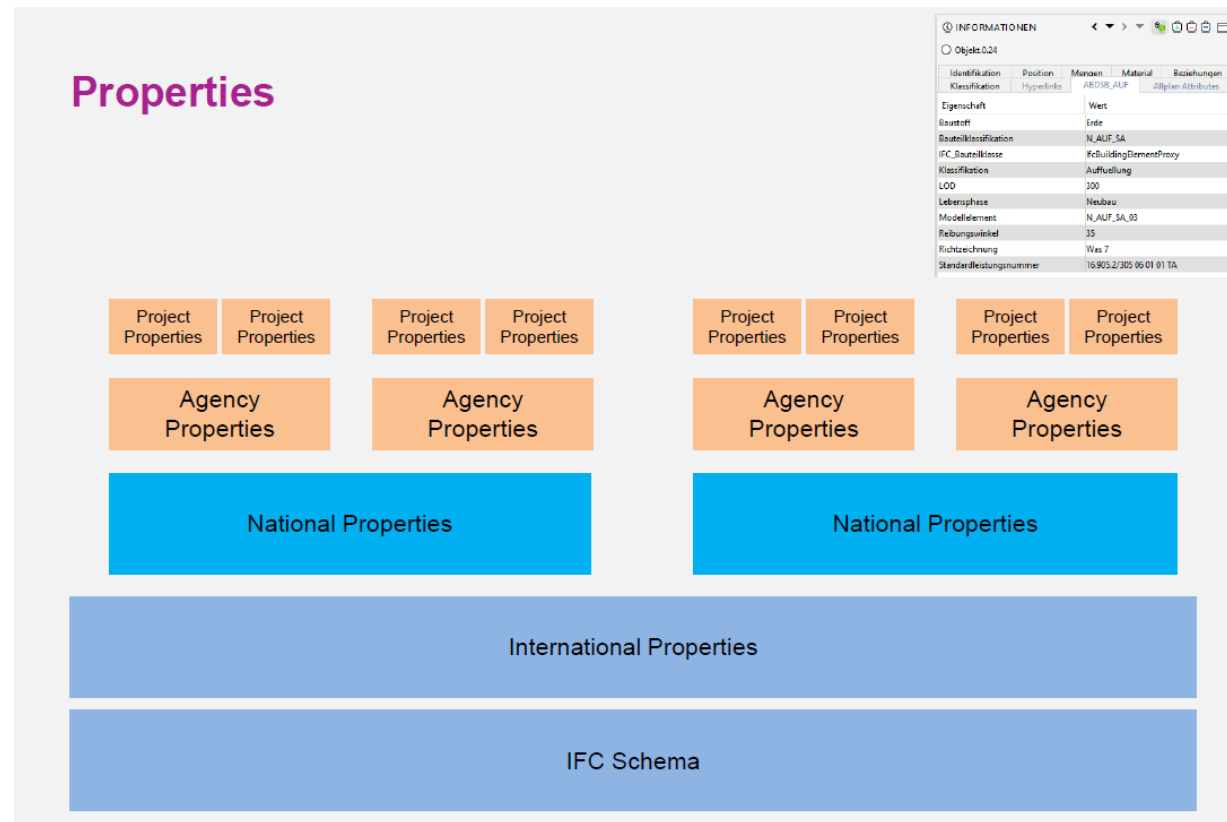 Properties
INFORMATIONEN
Objekt.0.24
Identifikation Position Mengen Material Beziehungen
Klassifikation Hyperlinks ABDSB_AUF Allplan Attributes
Eigenschaft Wert
Baustoff Erde
Bauteilklassifikation N_AUF_SA
IFC_Bauteilklasse IfcBuildingElementProxy
Klassifikation Auffuellung
LOD 300
Lebensphase Neubau
Modellelement N_AUF_SA_03
Reibungswinkel 35
Richtzeichnung Was 7
Standardleistungsnummer 16.905.2/305 06 01 01 TA
Project Project Project Project Project Project Project Project
Properties Properties Properties Properties Properties Properties Properties Properties
Agency Agency Agency Agency
Properties Properties Properties Properties
National Properties National Properties
International Properties
IFC Schema